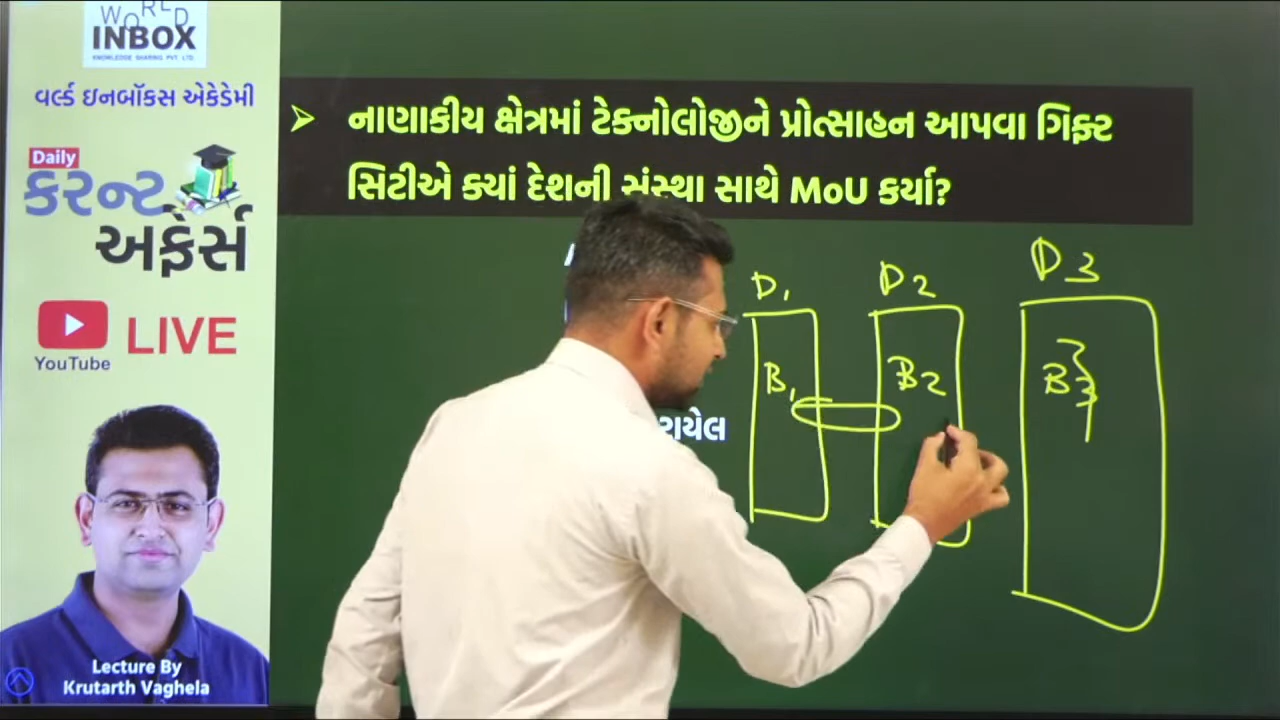 WORLD
INBOX
KNOWLEDGE SHARING PVT. LTD.
વર્લ્ડ ઇનબૉક્સ એકેડેમી
Daily
કરન્ટ
અફેર્સ
YouTube
LIVE
Lecture By
Krutarth Vaghela
➤ નાણાકીય ક્ષેત્રમાં ટેક્નોલોજીને પ્રોત્સાહન આપવા ગિફ્ટ
સિટીએ ક્યાં દેશની સંસ્થા સાથે MoU કર્યા?
D1 D2 D3
B1 B2 B3